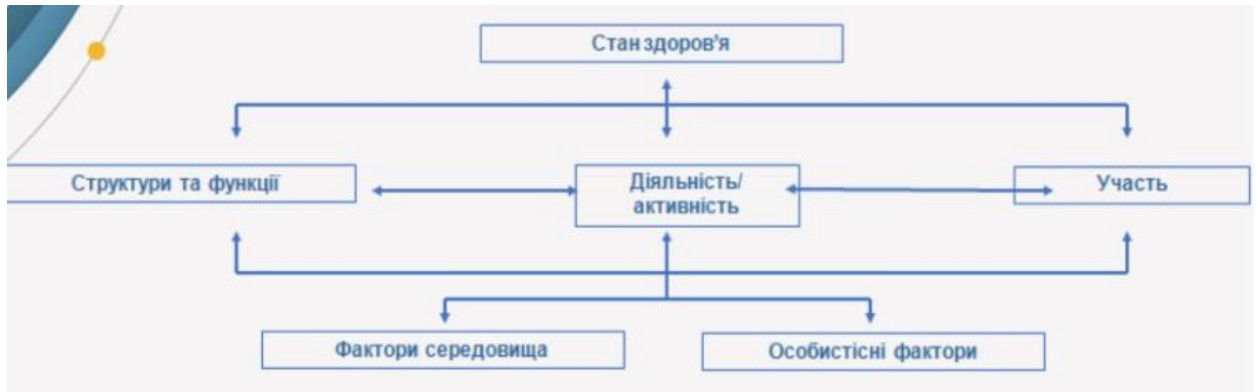 Стан здоров'я
Структури та функції
Діяльність/
активність
Участь
Фактори середовища
Особистісні фактори